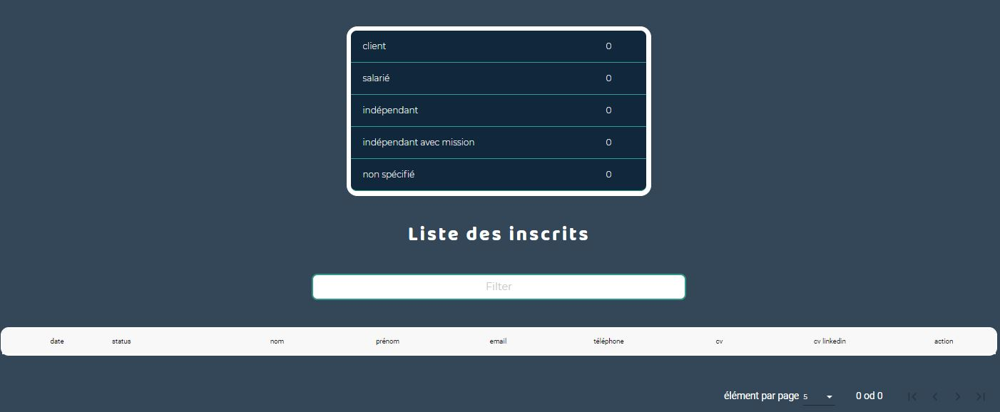 client 0
salarié 0
indépendant 0
indépendant avec mission 0
non spécifié 0
Liste des inscrits
Filter
date status nom prénom email téléphone cv cv linkedin action
élément par page 5 0 od 0